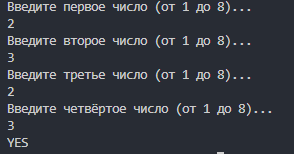 Введите первое число (от 1 до 8)...
2
Введите второе число (от 1 до 8)...
3
Введите третье число (от 1 до 8)...
2
Введите четвёртое число (от 1 до 8)...
3
YES